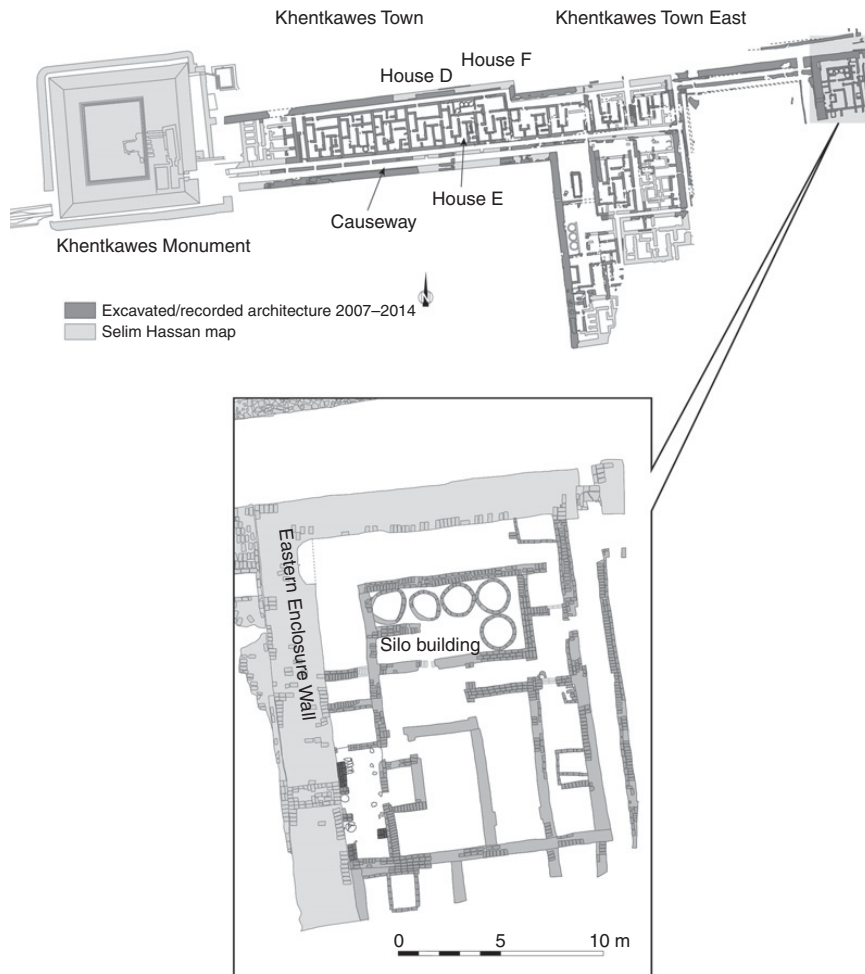 Khentkawes Town
Khentkawes Town East
House F
House D
House E
Causeway
Khentkawes Monument
N
Excavated/recorded architecture 2007–2014
Selim Hassan map
Eastern Enclosure Wall
Silo building
0 5 10 m